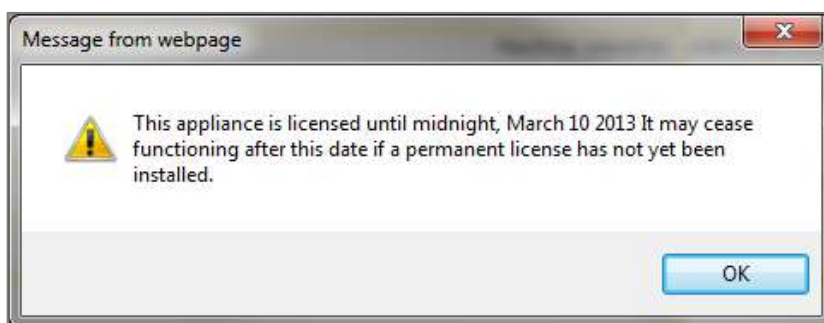 Message from webpage
This appliance is licensed until midnight, March 10 2013 It may cease
functioning after this date if a permanent license has not yet been
installed.
OK